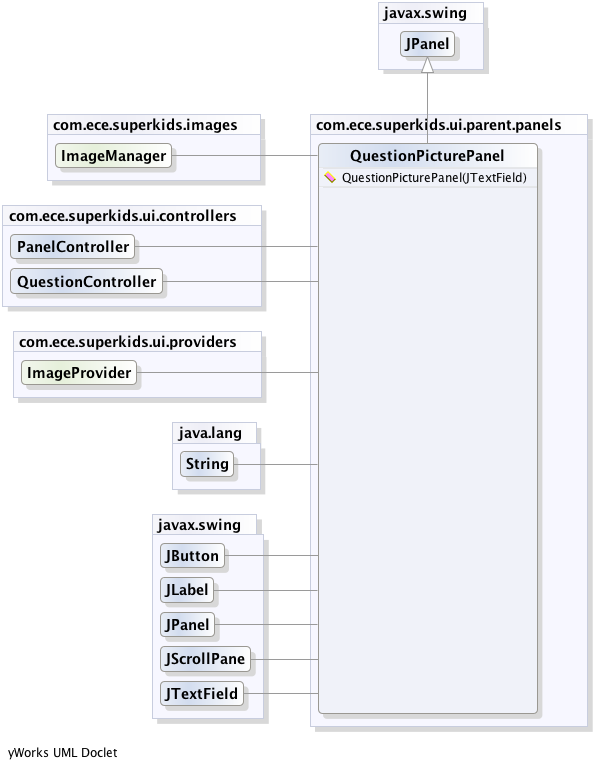 javax.swing
JPanel
com.ece.superkids.images
ImageManager
com.ece.superkids.ui.parent.panels
QuestionPicturePanel
QuestionPicturePanel(JTextField)
com.ece.superkids.ui.controllers
PanelController
QuestionController
com.ece.superkids.ui.providers
ImageProvider
java.lang
String
javax.swing
JButton
JLabel
JPanel
JScrollPane
JTextField
yWorks UML Doclet